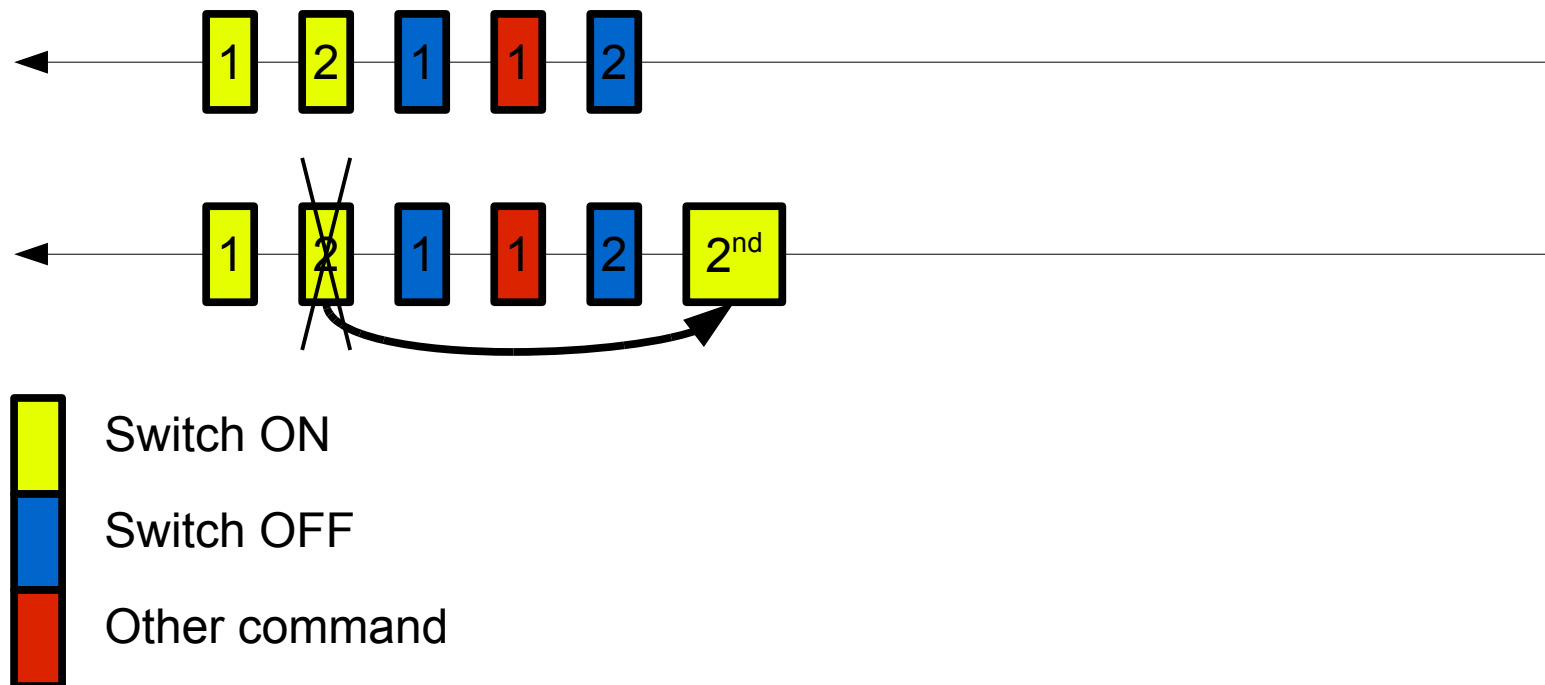 1 2 1 1 2
1 2 1 1 2 2nd
Switch ON
Switch OFF
Other command